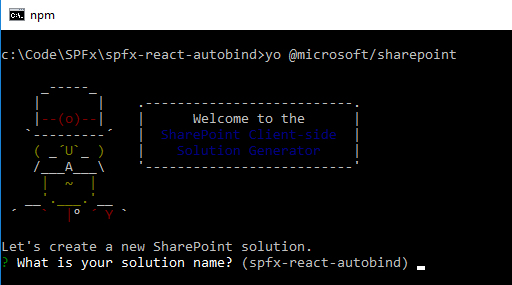 npm
c:\Code\SPFx\spfx-react-autobind>yo @microsoft/sharepoint
Welcome to the
SharePoint Client-side
Solution Generator
Let's create a new SharePoint solution.
? What is your solution name? (spfx-react-autobind)